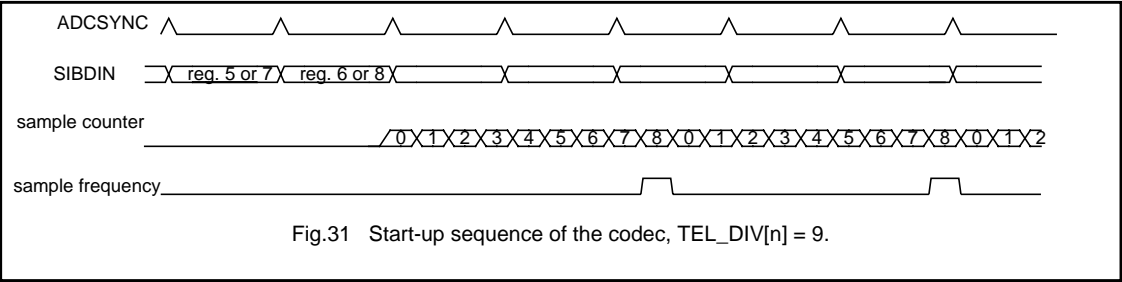 ADCSYNC
SIBDIN reg. 5 or 7 reg. 6 or 8
sample counter
0 1 2 3 4 5 6 7 8 0 1 2 3 4 5 6 7 8 0 1 2
sample frequency
Fig.31 Start-up sequence of the codec, TEL_DIV[n] = 9.